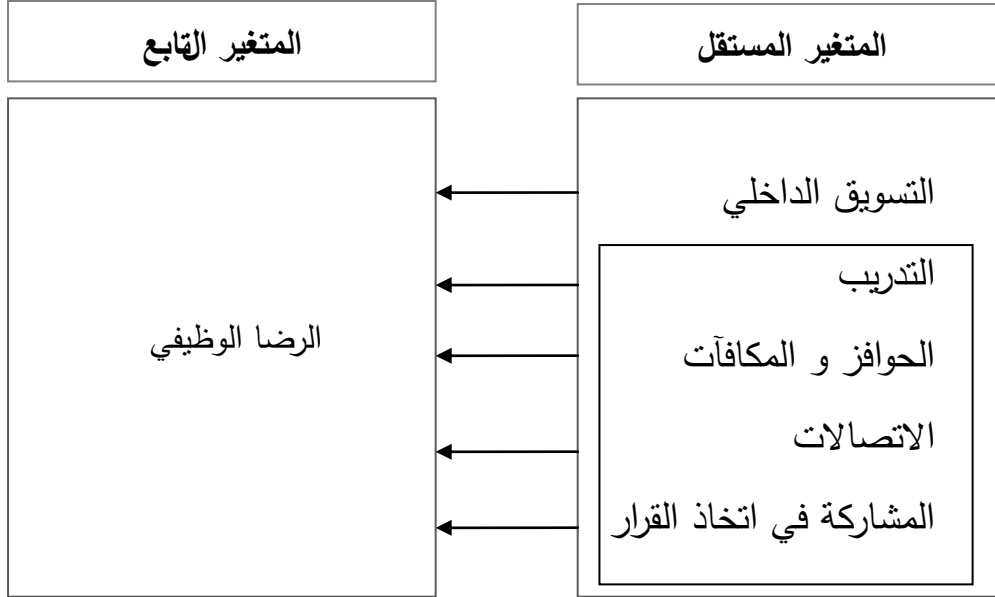 المتغير المستقل
المتغير التابع
التسويق الداخلي
التدريب
الحوافز و المكافآت
الاتصالات
المشاركة في اتخاذ القرار
الرضا الوظيفي